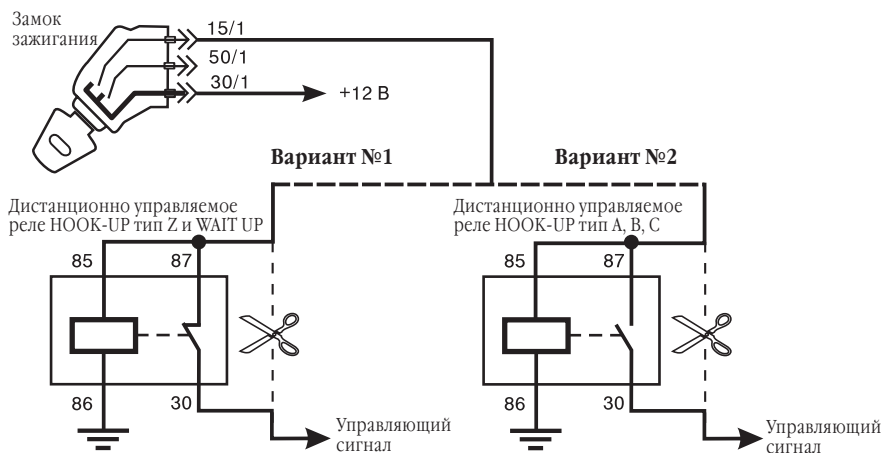 Замок
зажигания
15/1
50/1
30/1
+12 В
Вариант №1
Вариант №2
Дистанционно управляемое
реле HOOK-UP тип Z и WAIT UP
85
87
86
30
Управляющий
сигнал
Дистанционно управляемое
реле HOOK-UP тип A, B, C
85
87
86
30
Управляющий
сигнал